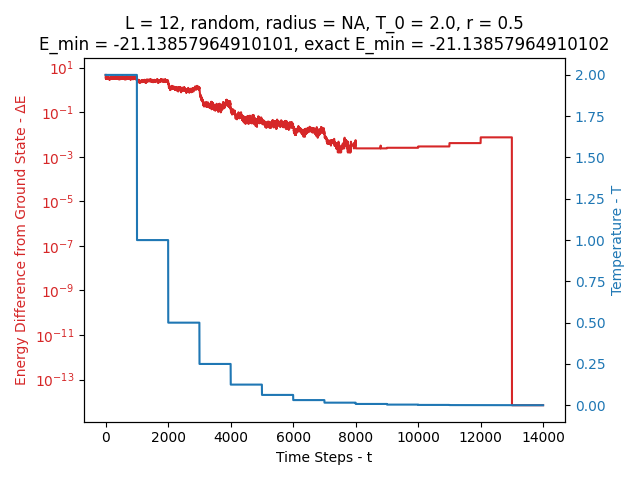 L = 12, random, radius = NA, T_0 = 2.0, r = 0.5
E_min = -21.13857964910101, exact E_min = -21.13857964910102
Energy Difference from Ground State - ΔE
10^1
10^-1
10^-3
10^-5
10^-7
10^-9
10^-11
10^-13
2.00
1.75
1.50
1.25
1.00
0.75
0.50
0.25
0.00
Temperature - T
0 2000 4000 6000 8000 10000 12000 14000
Time Steps - t